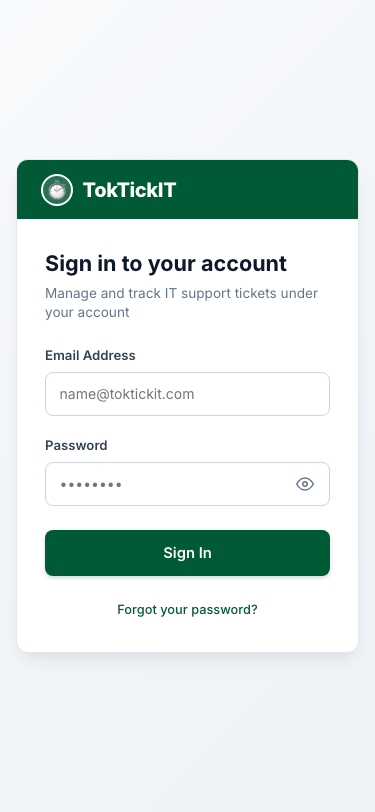 TokTickIT
Sign in to your account
Manage and track IT support tickets under
your account
Email Address
name@toktickit.com
Password
••••••••
Sign In
Forgot your password?